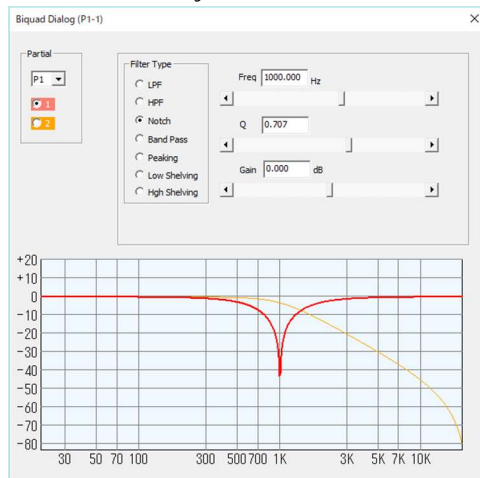 Biquad Dialog (P1-1)
Partial
P1
1
2
Filter Type
LPF
HPF
Notch
Band Pass
Peaking
Low Shelving
Hgh Shelving
Freq 1000.000 Hz
Q 0.707
Gain 0.000 dB
+20
+10
0
-10
-20
-30
-40
-50
-60
-70
-80
30 50 70 100 300 500 700 1K 3K 5K 7K 10K